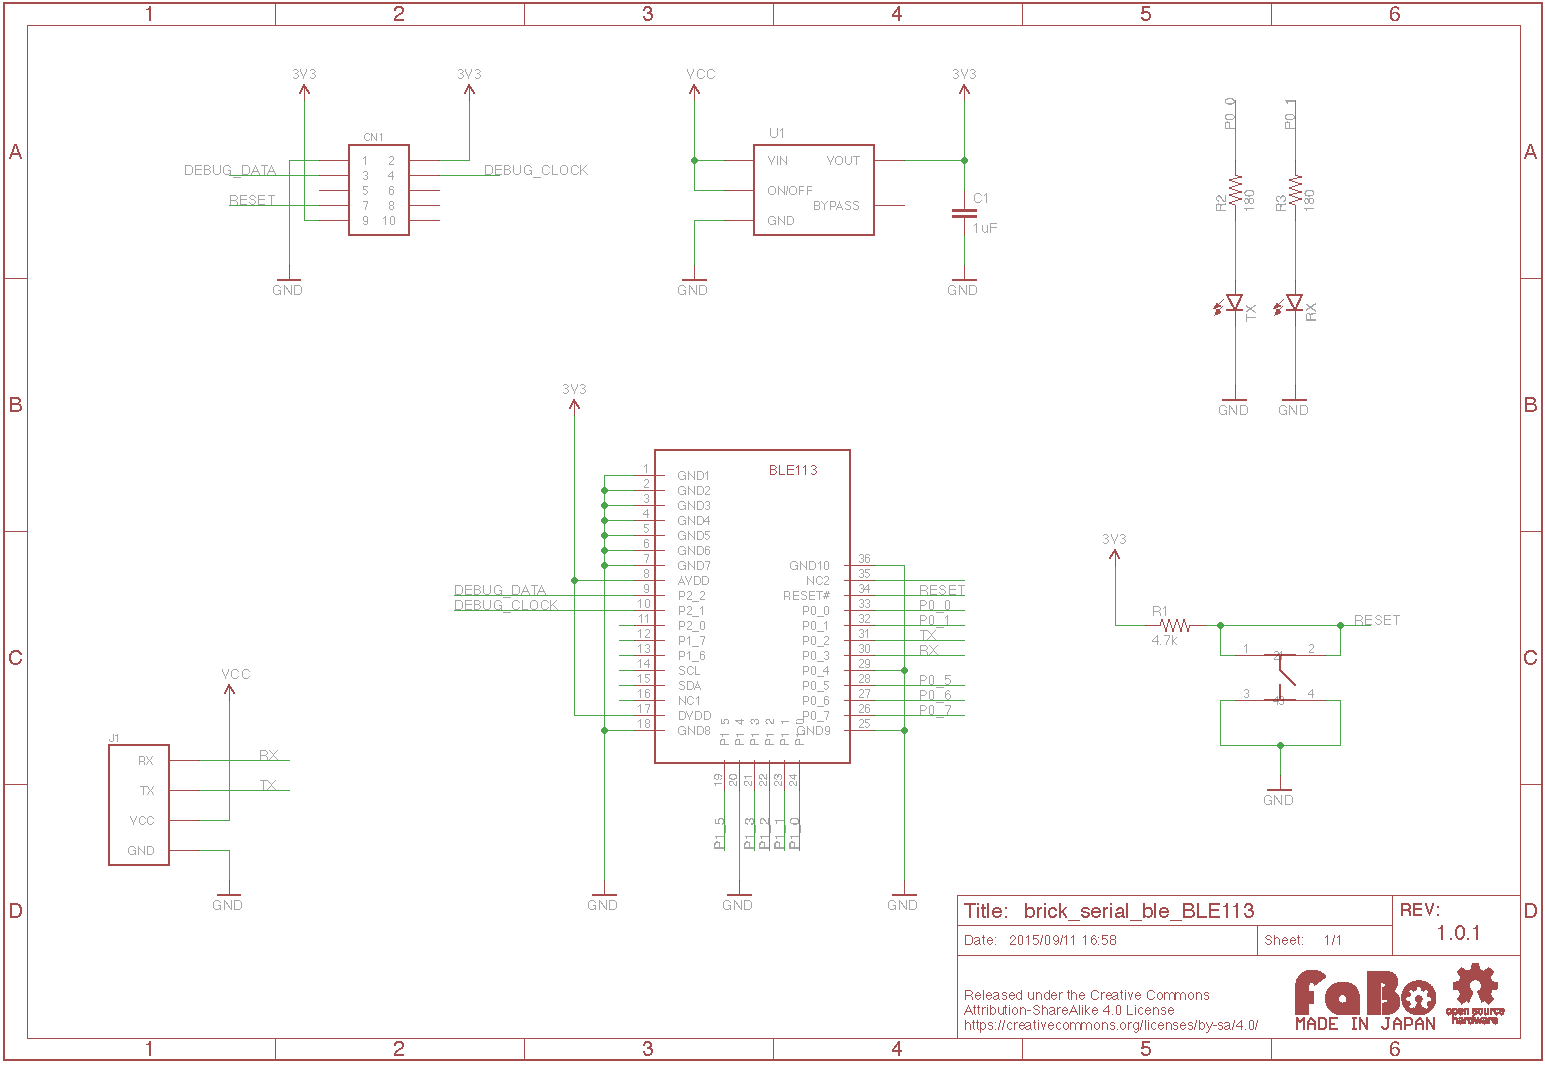 1 2 3 4 5 6
A
B
C
D
A
B
C
D
3V3
3V3
CN1
DEBUG_DATA
DEBUG_CLOCK
RESET
1 2
3 4
5 6
7 8
9 10
GND
VCC
3V3
U1
VIN VOUT
ON/OFF
BYPASS
GND
C1
1uF
GND
GND
P0_0
P0_1
R2
180
R3
180
TX
RX
GND
GND
3V3
BLE113
1 GND1
2 GND2
3 GND3
4 GND4
5 GND5
6 GND6
7 GND7
8 AVDD
DEBUG_DATA 9 P2_2
DEBUG_CLOCK 10 P2_1
11 P2_0
12 P1_7
13 P1_6
14 SCL
15 SDA
16 NC1
17 DVDD
18 GND8
GND10 36
NC2 35
RESET# 34 RESET
P0_0 33 P0_0
P0_1 32 P0_1
P0_2 31 TX
P0_3 30 RX
P0_4 29
P0_5 28 P0_5
P0_6 27 P0_6
P0_7 26 P0_7
GND9 25
P1_5 P1_4 P1_3 P1_2 P1_1 P1_0
19 20 21 22 23 24
P1_5 P1_3 P1_2 P1_1 P1_0
GND
GND
GND
3V3
R1
4.7k
RESET
1 2
3 4
GND
VCC
J1
RX RX
TX TX
VCC
GND
GND
Title: brick_serial_ble_BLE113
REV:
1.0.1
Date: 2015/09/11 16:58
Sheet: 1/1
Released under the Creative Commons
Attribution-ShareAlike 4.0 License
https://creativecommons.org/licenses/by-sa/4.0/
FaBo
MADE IN JAPAN
open source
hardware
1 2 3 4 5 6